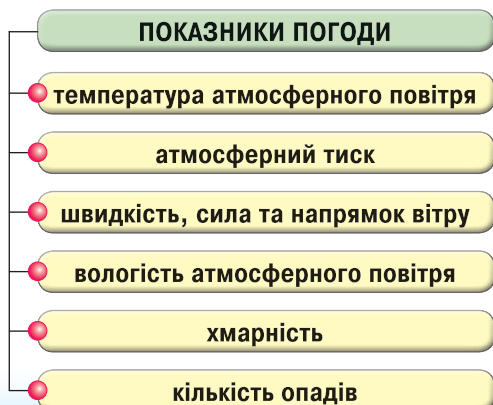 ПОКАЗНИКИ ПОГОДИ
температура атмосферного повітря
атмосферний тиск
швидкість, сила та напрямок вітру
вологість атмосферного повітря
хмарність
кількість опадів